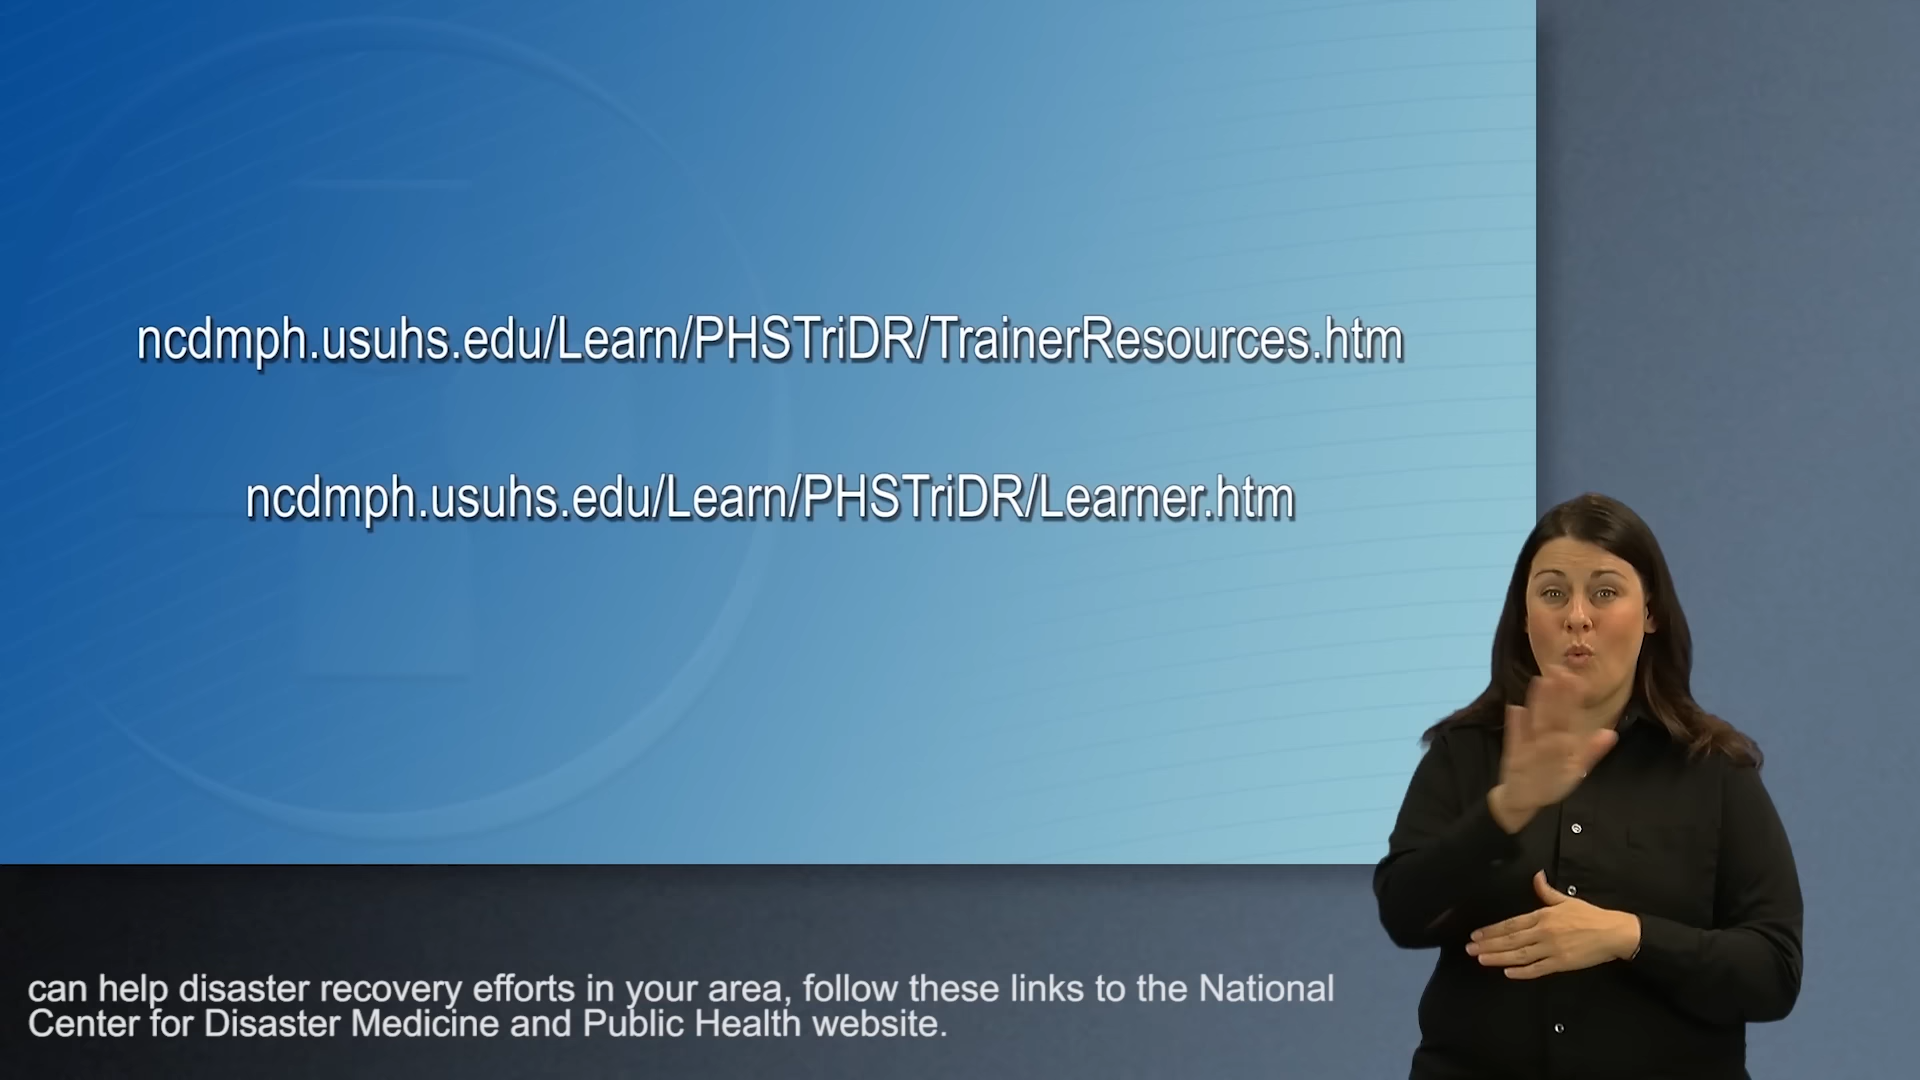 ncdmph.usuhs.edu/Learn/PHSTriDR/TrainerResources.htm
ncdmph.usuhs.edu/Learn/PHSTriDR/Learner.htm
can help disaster recovery efforts in your area, follow these links to the National
Center for Disaster Medicine and Public Health website.